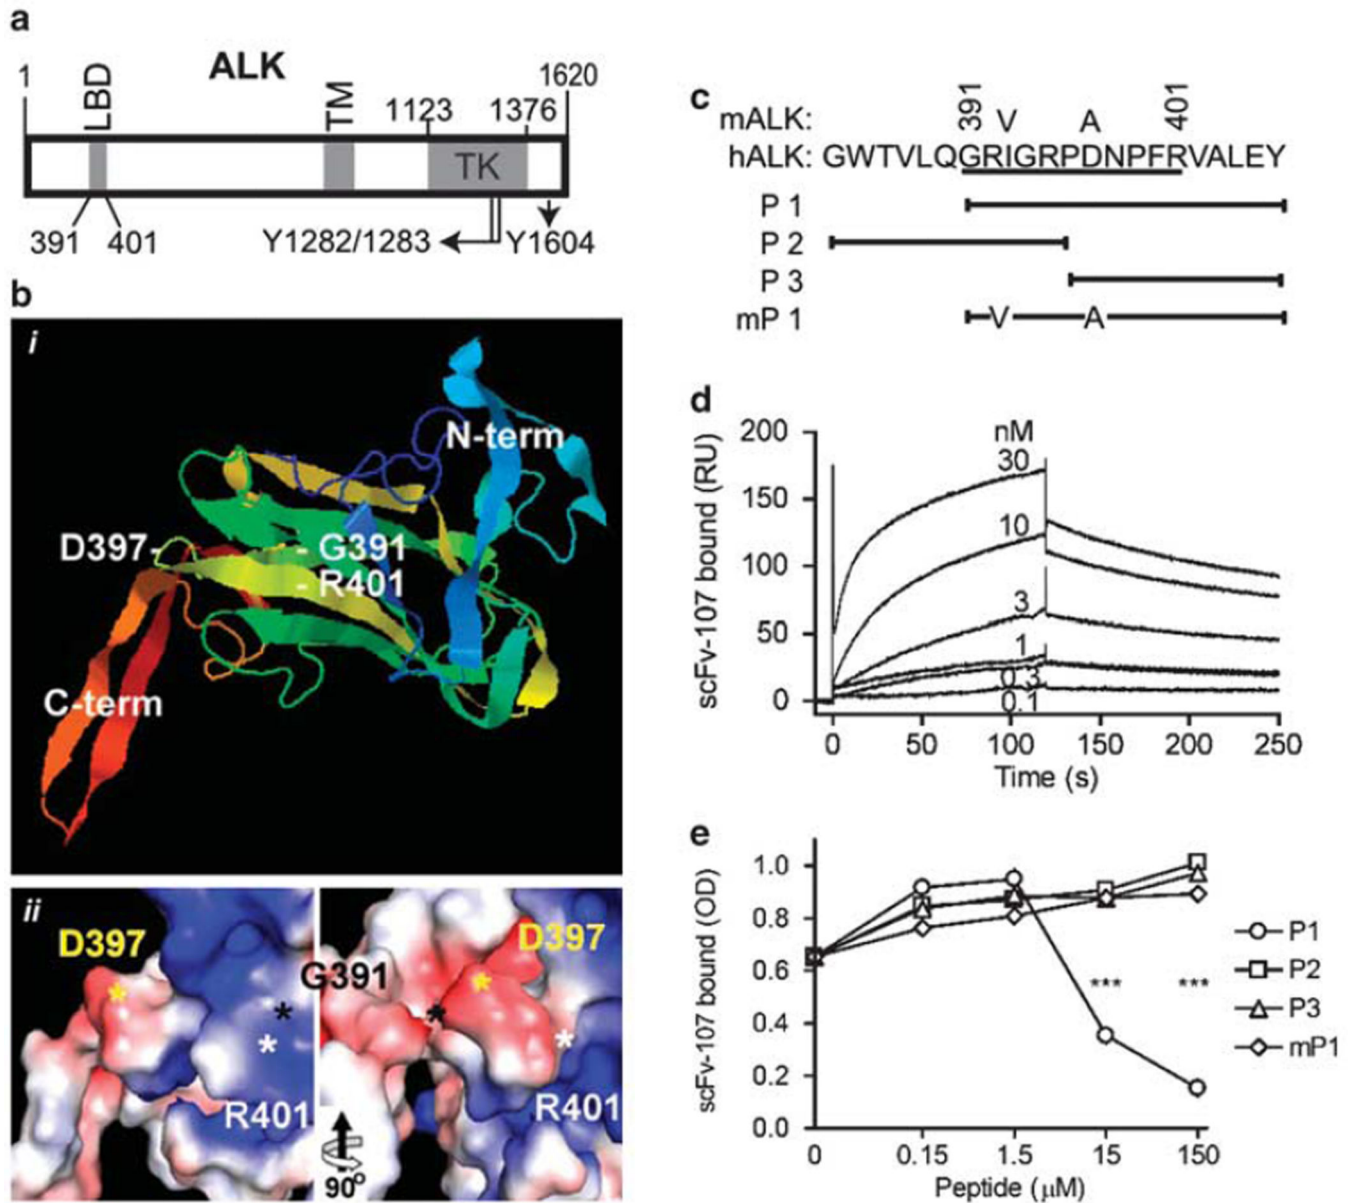 a
ALK
1 LBD TM 1123 1376 1620
TK
391 401 Y1282/1283 Y1604
b
i
N-term
D397- - G391
- R401
C-term
ii
D397
R401
G391
D397
R401
90°
c
391 401
mALK: V A
hALK: GWTVLQGRIGRPDNPFRVALEY
P 1
P 2
P 3
mP 1 V A
d
scFv-107 bound (RU)
200
150
100
50
0
nM
30
10
3
1
0.3
0.1
0 50 100 150 200 250
Time (s)
e
scFv-107 bound (OD)
1.0
0.8
0.6
0.4
0.2
0.0
*** ***
P1
P2
P3
mP1
0 0.15 1.5 15 150
Peptide (μM)